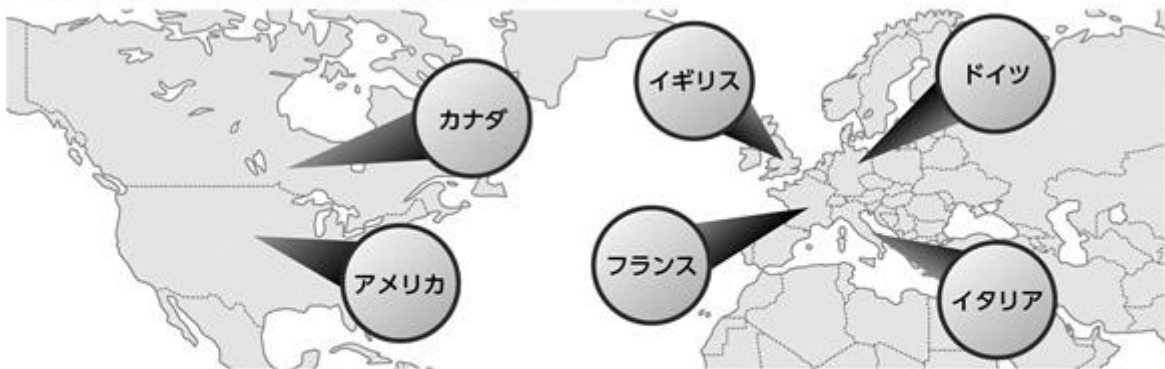 カナダ
アメリカ
イギリス
ドイツ
フランス
イタリア